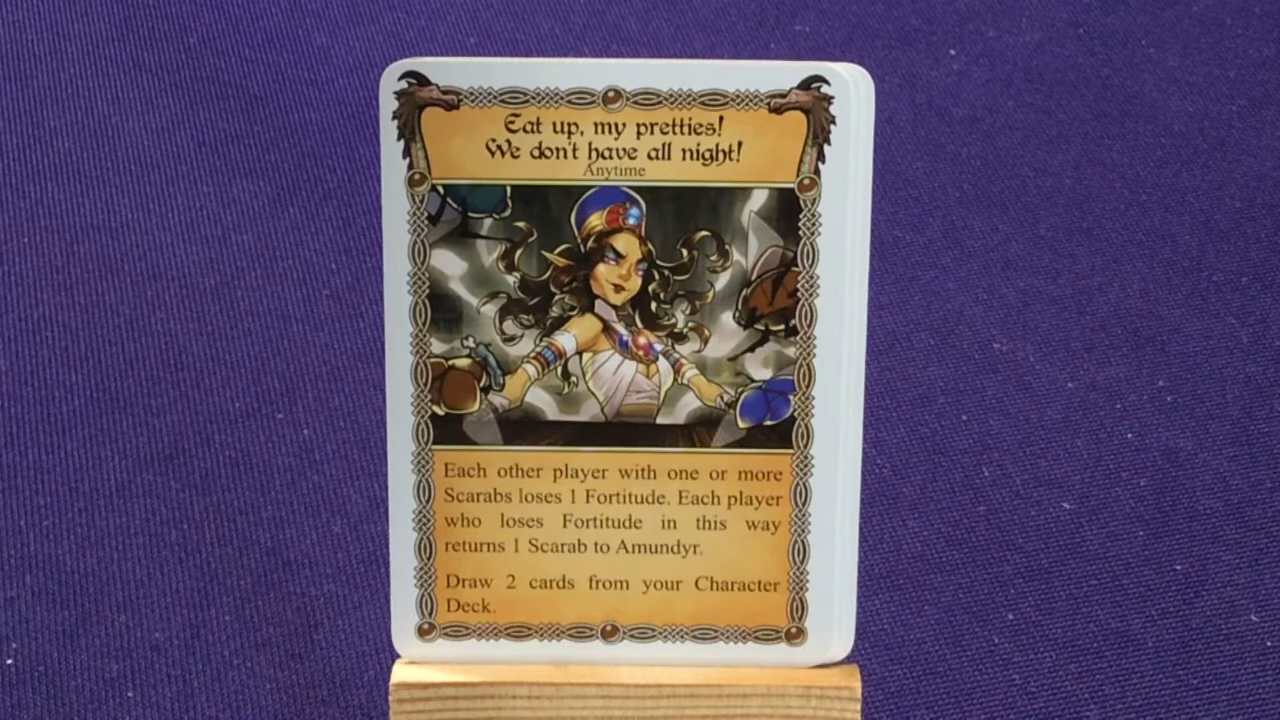 Eat up, my pretties!
We don't have all night!
Anytime
Each other player with one or more
Scarabs loses 1 Fortitude. Each player
who loses Fortitude in this way
returns 1 Scarab to Amundyr.
Draw 2 cards from your Character
Deck.